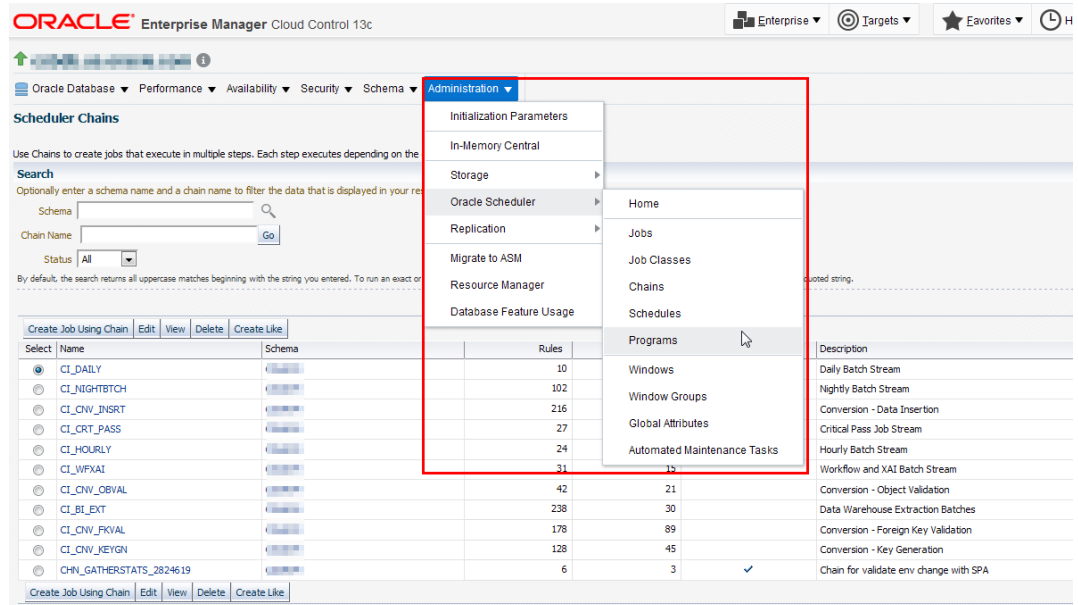 ORACLE Enterprise Manager Cloud Control 13c
Enterprise Targets Favorites H
Oracle Database Performance Availability Security Schema Administration
Scheduler Chains
Initialization Parameters
In-Memory Central
Use Chains to create jobs that execute in multiple steps. Each step executes depending on the
Search
Storage
Optionally enter a schema name and a chain name to filter the data that is displayed in your res
Schema
Oracle Scheduler
Home
Chain Name Go
Replication
Jobs
Status All
Migrate to ASM
Job Classes
By default, the search returns all uppercase matches beginning with the string you entered. To run an exact or
quoted string.
Resource Manager
Chains
Database Feature Usage
Schedules
Create Job Using Chain Edit View Delete Create Like
Programs
Select Name Schema Rules Description
CI_DAILY 10 Daily Batch Stream
Windows
CI_NIGHTBTCH 102 Nightly Batch Stream
Window Groups
CI_CNV_INSRT 216 Conversion - Data Insertion
Global Attributes
CI_CRT_PASS 27 Critical Pass Job Stream
CI_HOURLY 24 Hourly Batch Stream
Automated Maintenance Tasks
CI_WFXAI 31 15 Workflow and XAI Batch Stream
CI_CNV_OBVAL 42 21 Conversion - Object Validation
CI_BI_EXT 238 30 Data Warehouse Extraction Batches
CI_CNV_FKVAL 178 89 Conversion - Foreign Key Validation
CI_CNV_KEYGN 128 45 Conversion - Key Generation
CHN_GATHERSTATS_2824619 6 3 Chain for validate env change with SPA
Create Job Using Chain Edit View Delete Create Like